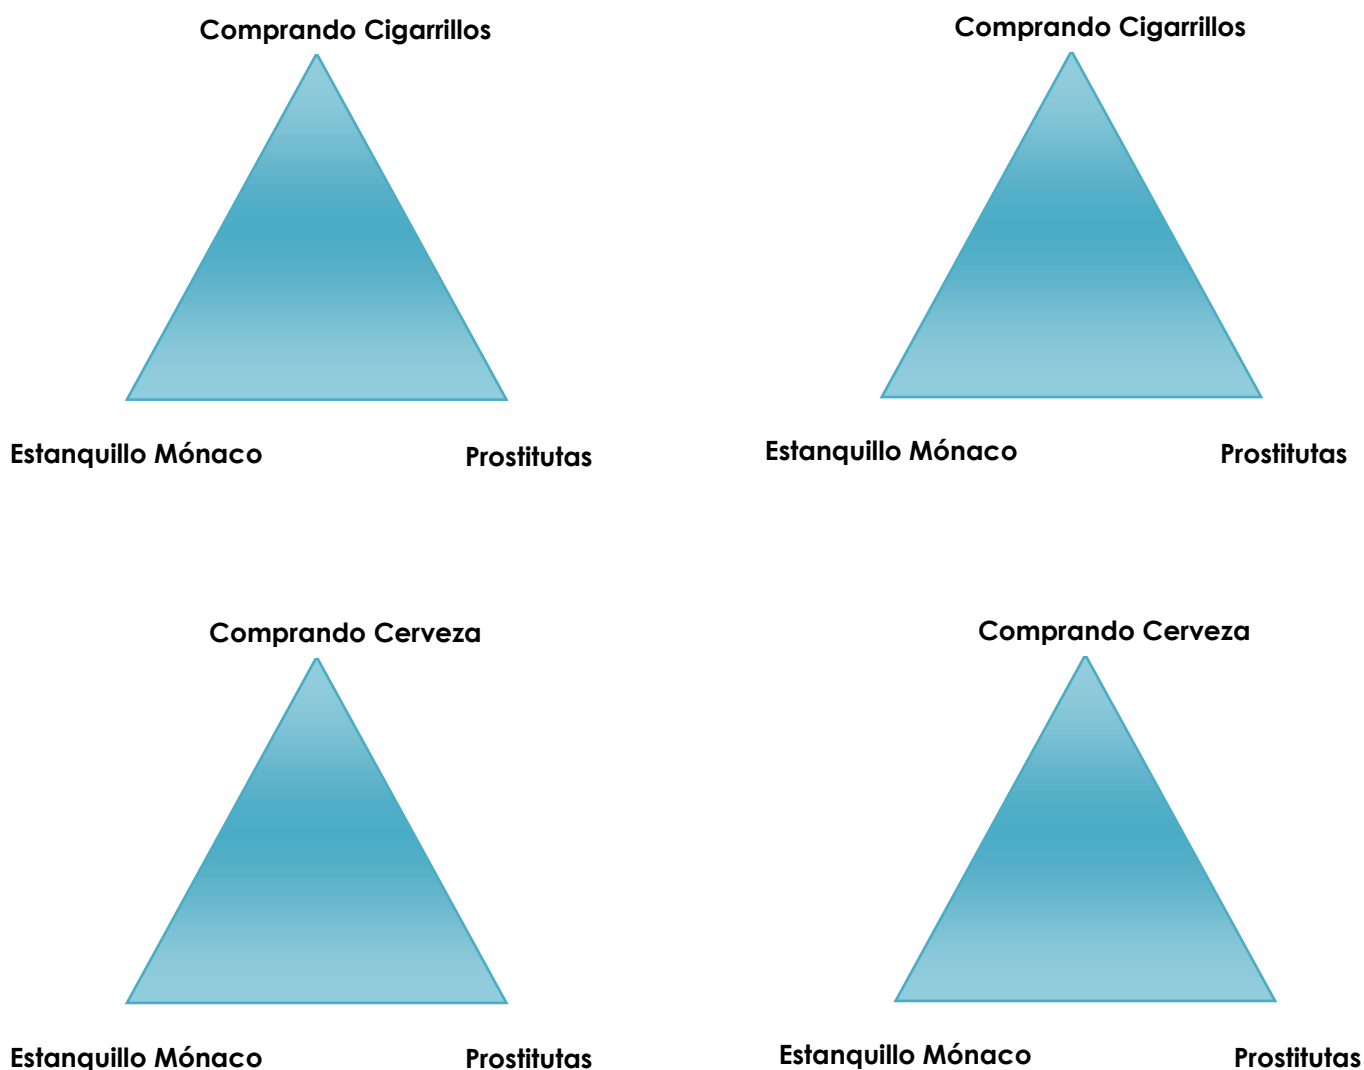 Comprando Cigarrillos
Comprando Cigarrillos
Estanquillo Mónaco
Prostitutas
Estanquillo Mónaco
Prostitutas
Comprando Cerveza
Comprando Cerveza
Estanquillo Mónaco
Prostitutas
Estanquillo Mónaco
Prostitutas